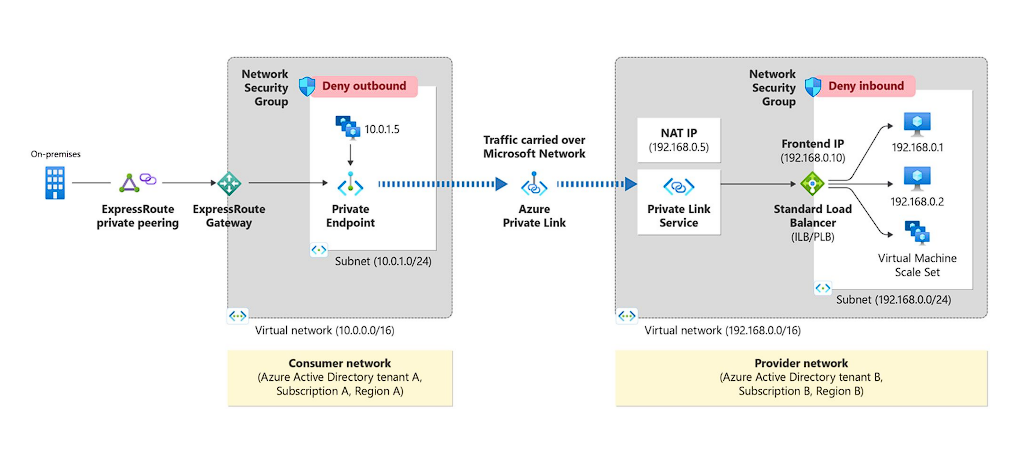 Network
Security
Group
Deny outbound
10.0.1.5
On-premises
ExpressRoute
private peering
ExpressRoute
Gateway
Private
Endpoint
Subnet (10.0.1.0/24)
Virtual network (10.0.0.0/16)
Consumer network
(Azure Active Directory tenant A,
Subscription A, Region A)
Traffic carried over
Microsoft Network
Azure
Private Link
Network
Security
Group
Deny inbound
NAT IP
(192.168.0.5)
Private Link
Service
Frontend IP
(192.168.0.10)
Standard Load
Balancer
(ILB/PLB)
192.168.0.1
192.168.0.2
Virtual Machine
Scale Set
Subnet (192.168.0.0/24)
Virtual network (192.168.0.0/16)
Provider network
(Azure Active Directory tenant B,
Subscription B, Region B)